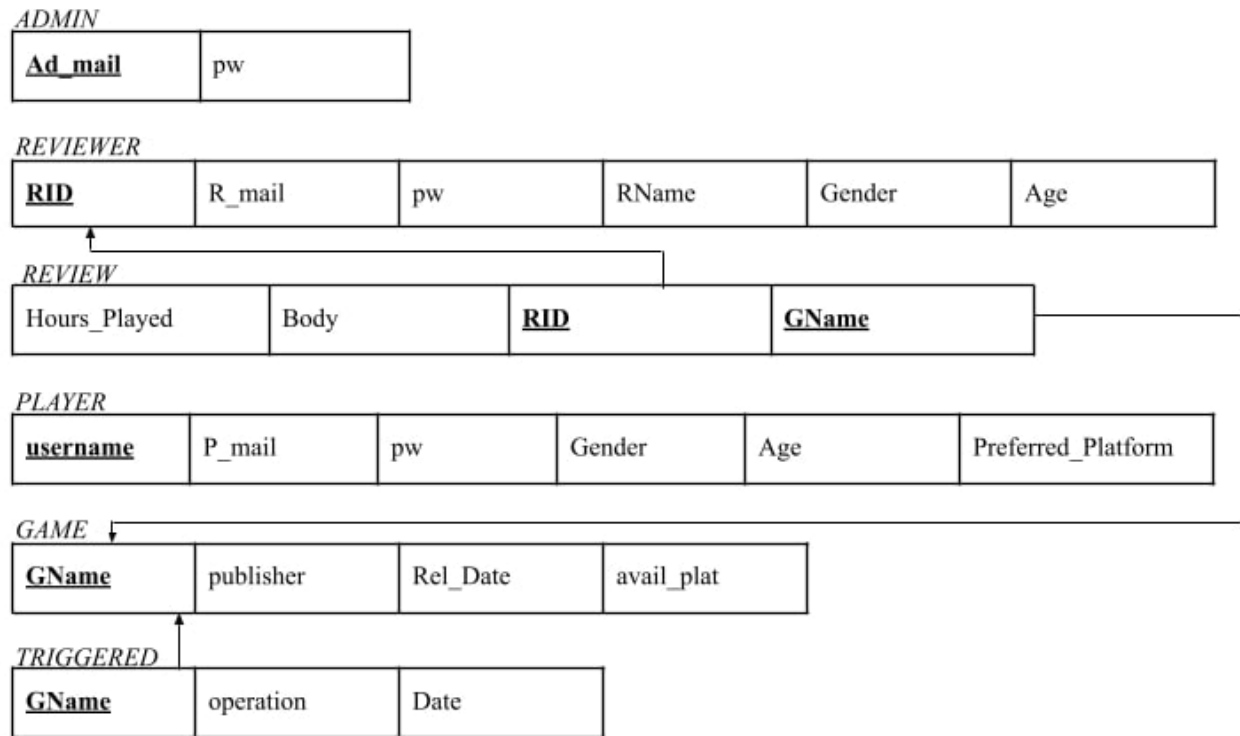 ADMIN
Ad_mail pw
REVIEWER
RID R_mail pw RName Gender Age
REVIEW
Hours_Played Body RID GName
PLAYER
username P_mail pw Gender Age Preferred_Platform
GAME
GName publisher Rel_Date avail_plat
TRIGGERED
GName operation Date